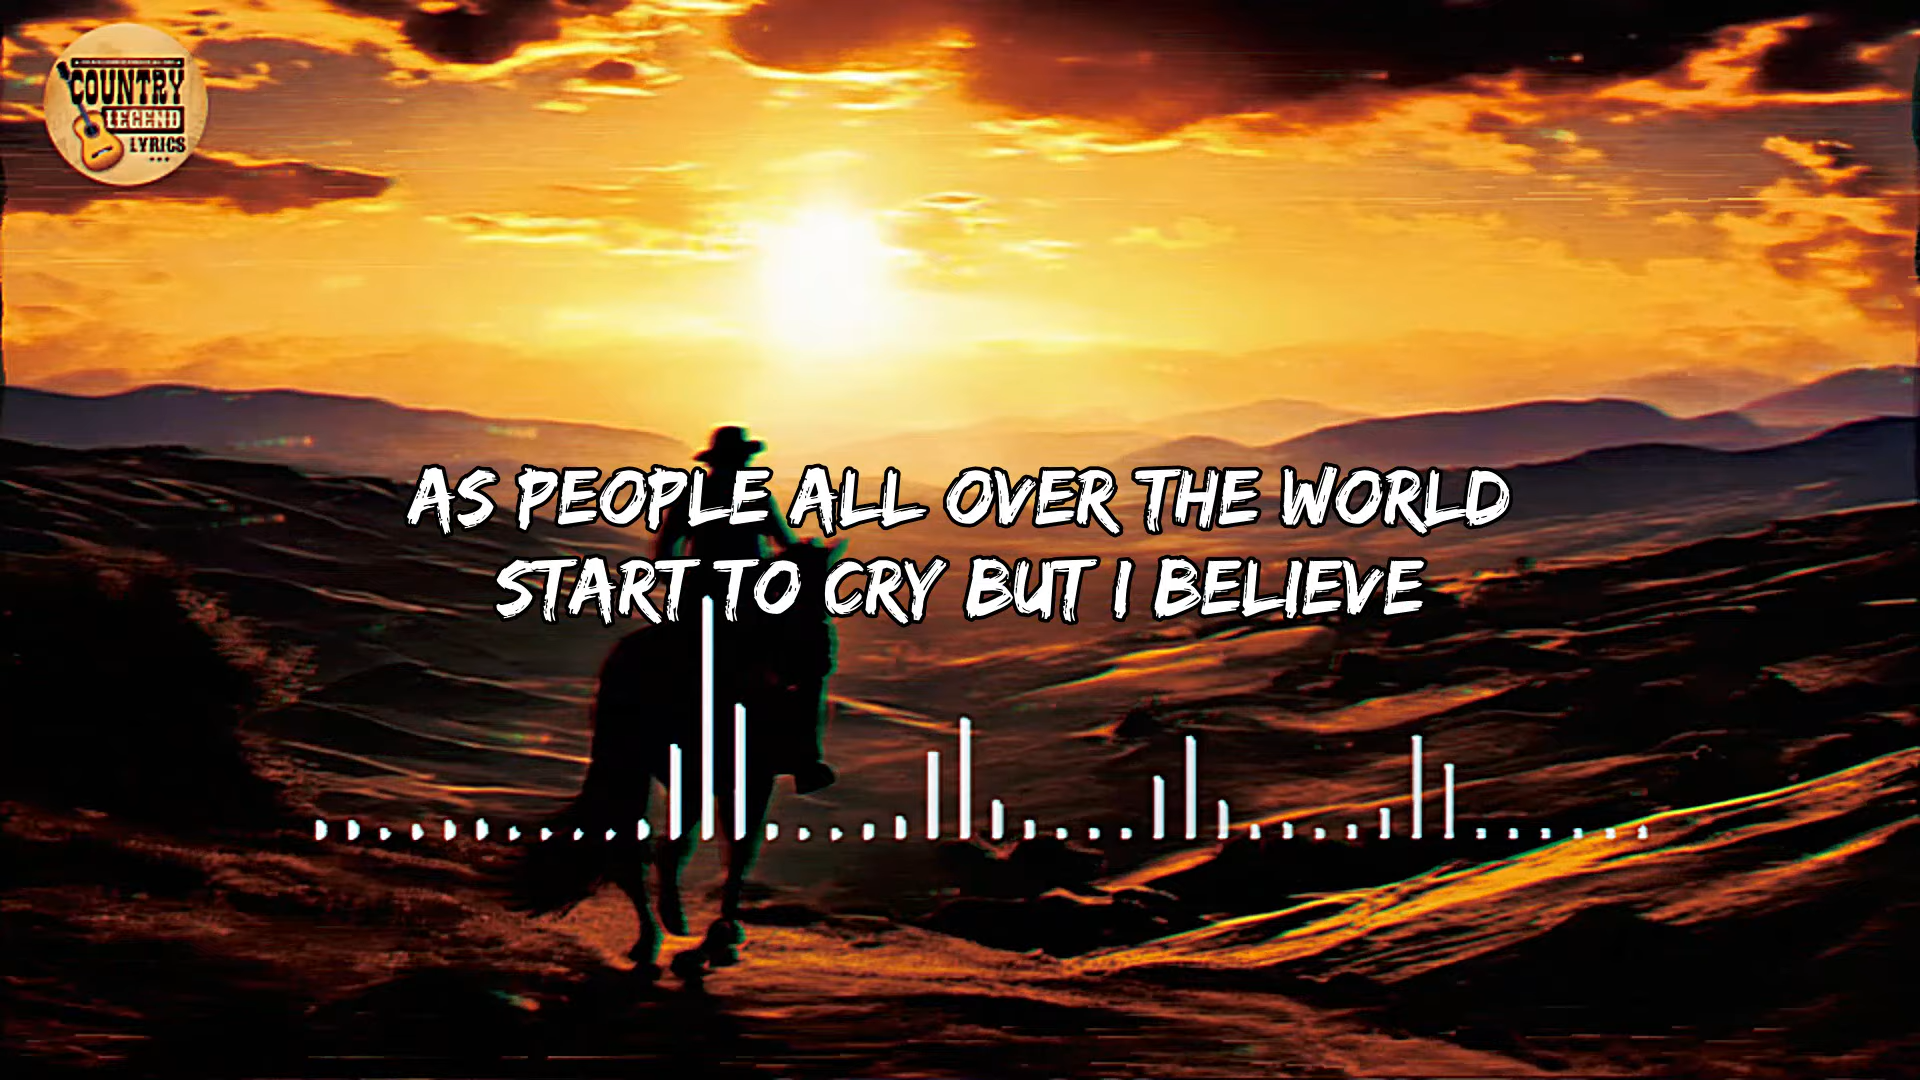 COUNTRY
LEGEND
LYRICS
AS PEOPLE ALL OVER THE WORLD
START TO CRY BUT I BELIEVE